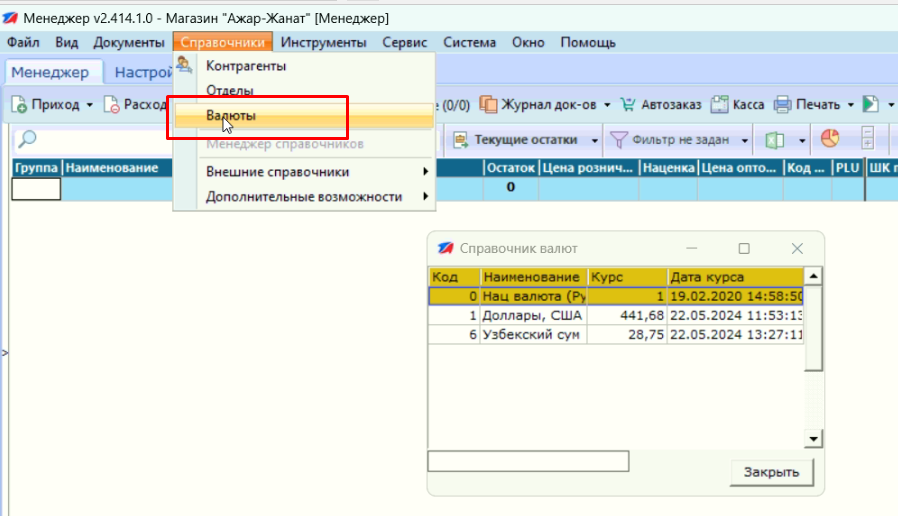 Менеджер v2.414.1.0 - Магазин "Ажар-Жанат" [Менеджер]
Файл Вид Документы Справочники Инструменты Сервис Система Окно Помощь
Менеджер Настрой
Контрагенты
Отделы
Валюты
Менеджер справочников
Внешние справочники
Дополнительные возможности
Приход Расход (0/0) Журнал док-ов Автозаказ Касса Печать
Текущие остатки Фильтр не задан
Группа Наименование Остаток Цена рознич... Наценка Цена опто... Код ... PLU ШК
0
Справочник валют
Код Наименование Курс Дата курса
0 Нац валюта (Ру 1 19.02.2020 14:58:50
1 Доллары, США 441,68 22.05.2024 11:53:13
6 Узбекский сум 28,75 22.05.2024 13:27:11
Закрыть